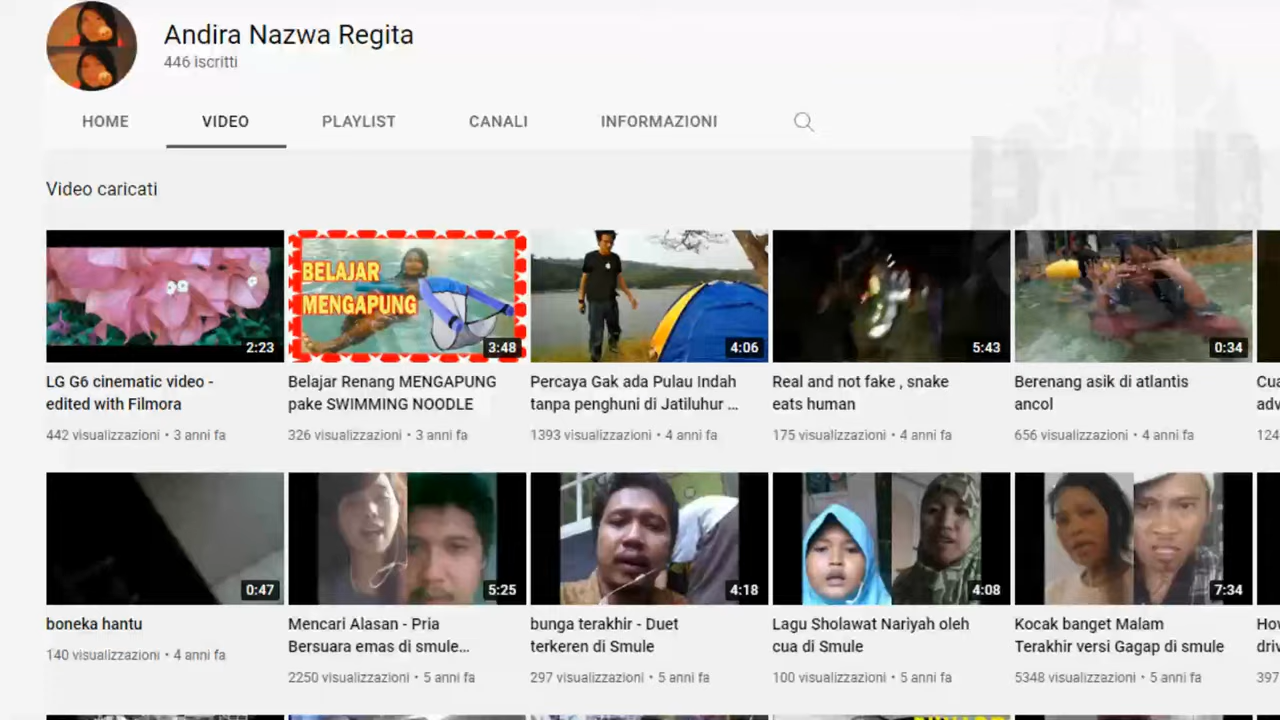 Andira Nazwa Regita
446 iscritti
HOME VIDEO PLAYLIST CANALI INFORMAZIONI
Video caricati
BELAJAR
MENGAPUNG
2:23 3:48 4:06 5:43 0:34
LG G6 cinematic video - Belajar Renang MENGAPUNG Percaya Gak ada Pulau Indah Real and not fake , snake Berenang asik di atlantis
edited with Filmora pake SWIMMING NOODLE tanpa penghuni di Jatiluhur ... eats human ancol
442 visualizzazioni • 3 anni fa 326 visualizzazioni • 3 anni fa 1393 visualizzazioni • 4 anni fa 175 visualizzazioni • 4 anni fa 656 visualizzazioni • 4 anni fa 124
0:47 5:25 4:18 4:08 7:34
boneka hantu Mencari Alasan - Pria bunga terakhir - Duet Lagu Sholawat Nariyah oleh Kocak banget Malam
Bersuara emas di smule... terkeren di Smule cua di Smule Terakhir versi Gagap di smule
140 visualizzazioni • 4 anni fa 2250 visualizzazioni • 5 anni fa 297 visualizzazioni • 5 anni fa 100 visualizzazioni • 5 anni fa 5348 visualizzazioni • 5 anni fa 397